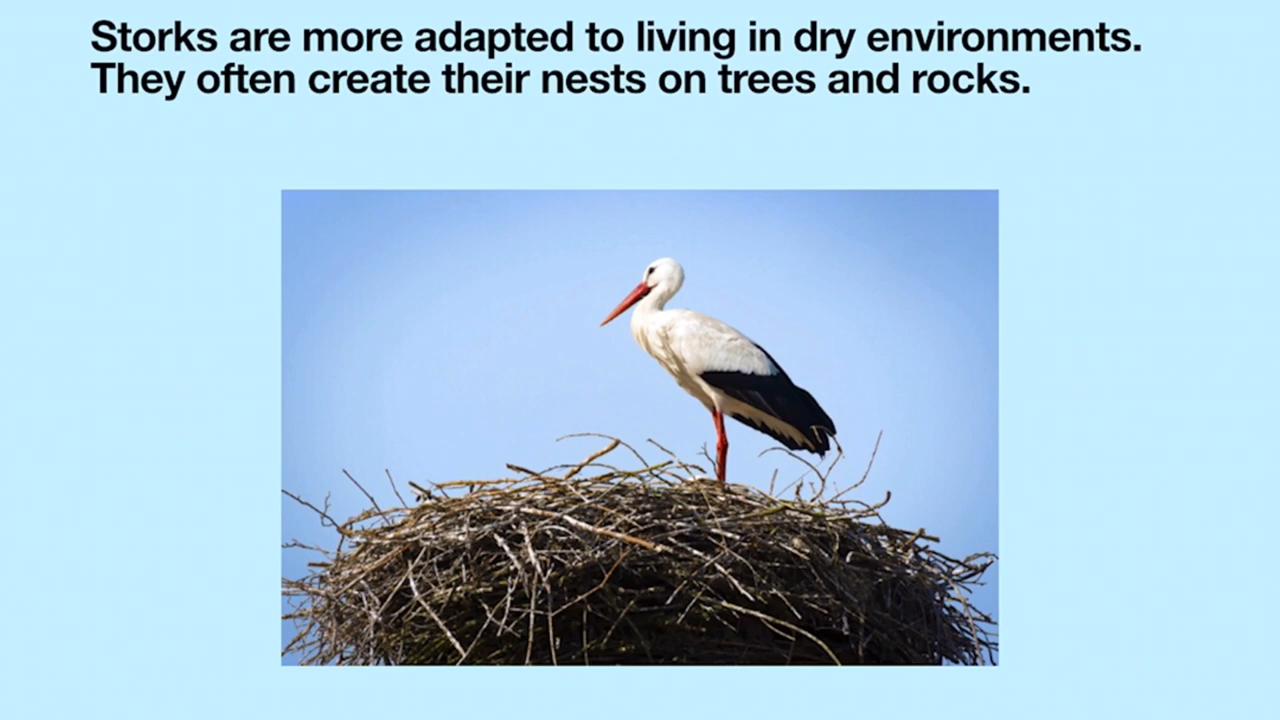 Storks are more adapted to living in dry environments.
They often create their nests on trees and rocks.